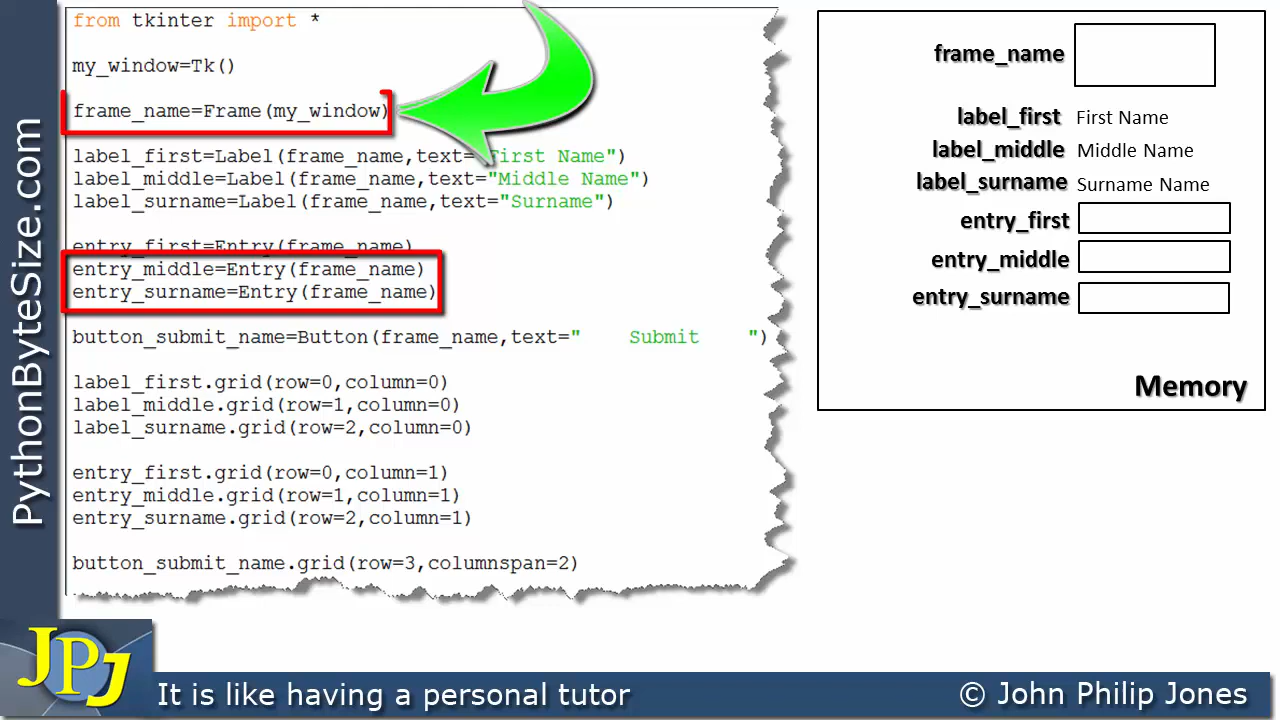 from tkinter import *
my_window=Tk()
frame_name=Frame(my_window)
label_first=Label(frame_name,text="First Name")
label_middle=Label(frame_name,text="Middle Name")
label_surname=Label(frame_name,text="Surname")
entry_first=Entry(frame_name)
entry_middle=Entry(frame_name)
entry_surname=Entry(frame_name)
button_submit_name=Button(frame_name,text="    Submit    ")
label_first.grid(row=0,column=0)
label_middle.grid(row=1,column=0)
label_surname.grid(row=2,column=0)
entry_first.grid(row=0,column=1)
entry_middle.grid(row=1,column=1)
entry_surname.grid(row=2,column=1)
button_submit_name.grid(row=3,columnspan=2)
frame_name
label_first First Name
label_middle Middle Name
label_surname Surname Name
entry_first
entry_middle
entry_surname
Memory
PythonByteSize.com
JPJ
It is like having a personal tutor
© John Philip Jones